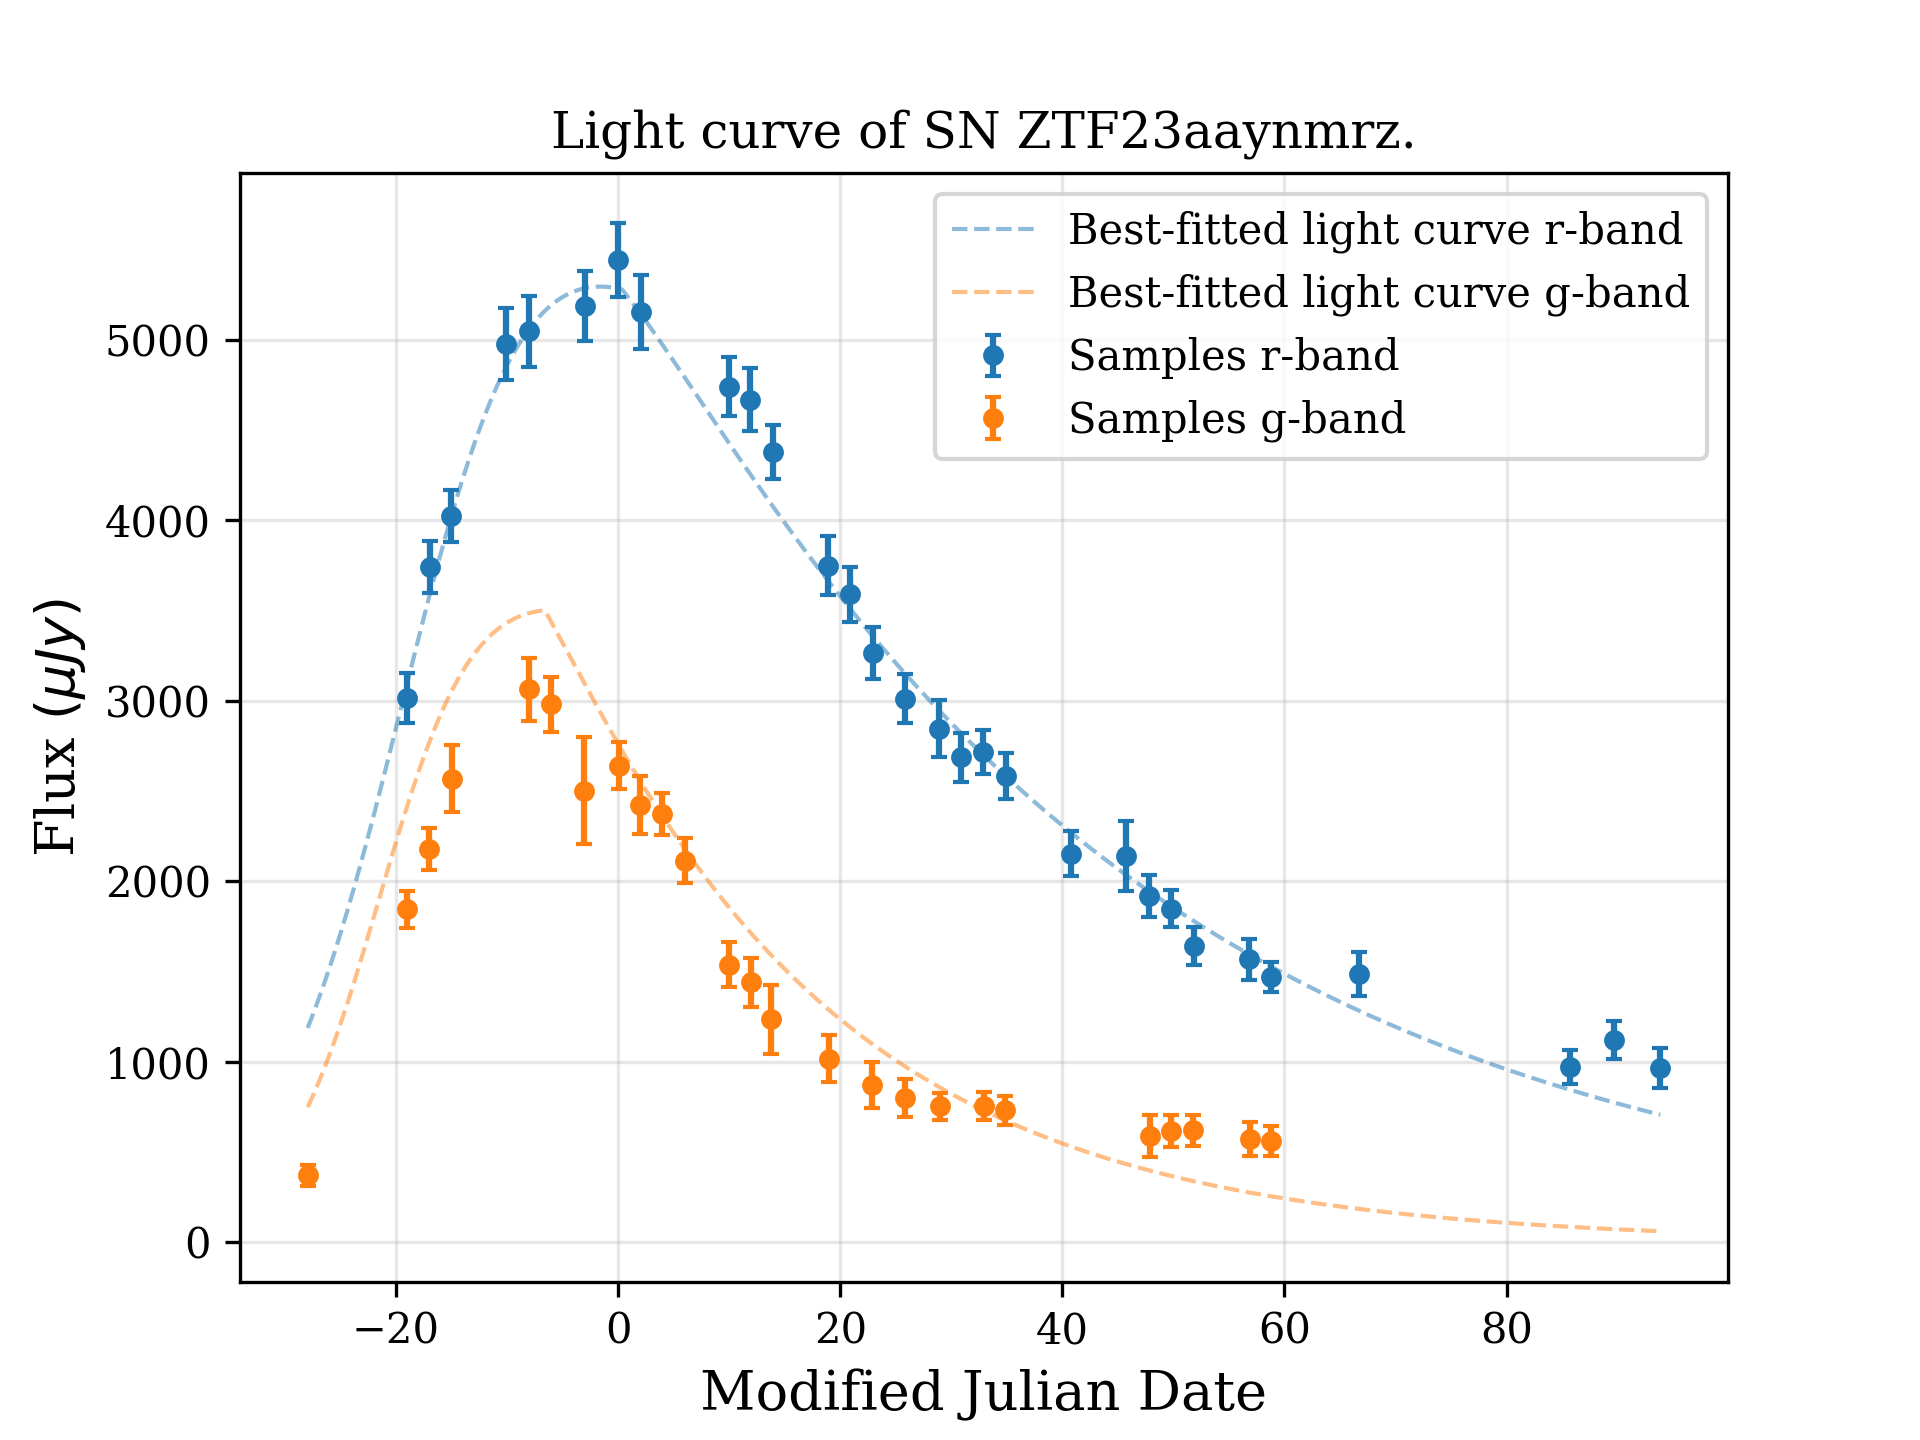 Light curve of SN ZTF23aaynmrz.
Best-fitted light curve r-band
Best-fitted light curve g-band
Samples r-band
Samples g-band
Flux (μJy)
5000
4000
3000
2000
1000
0
−20 0 20 40 60 80
Modified Julian Date